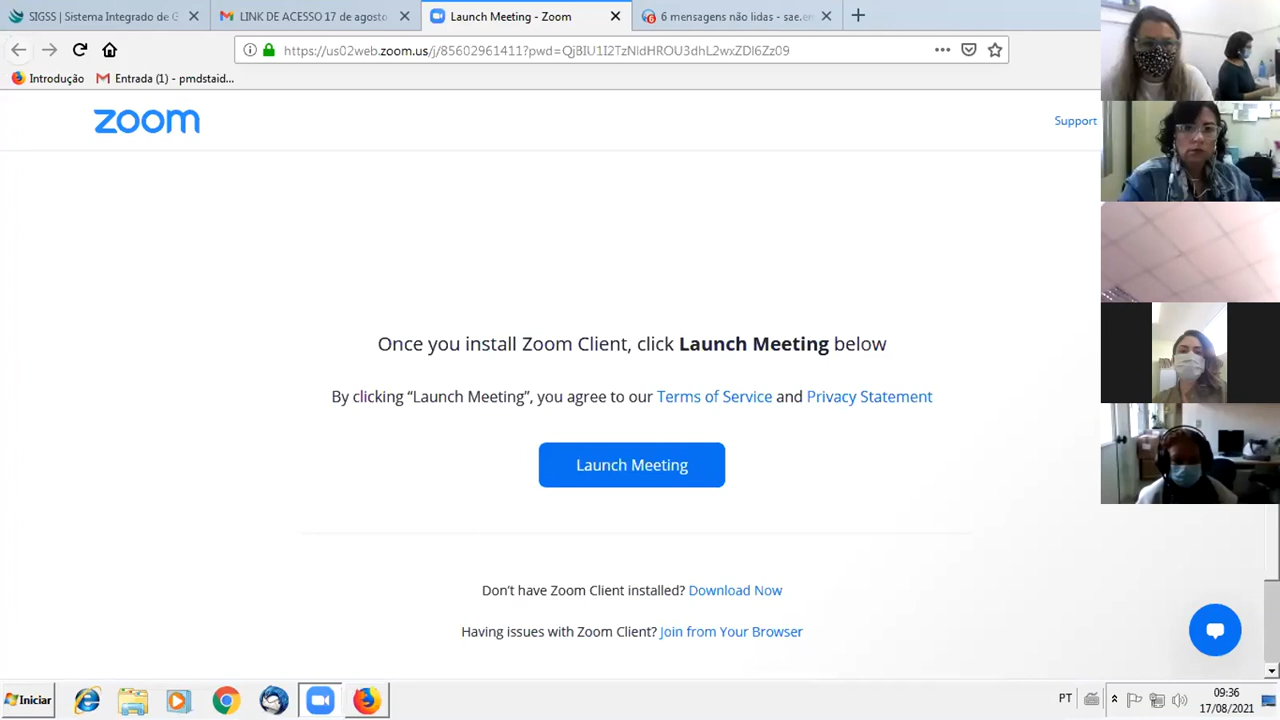 SIGSS | Sistema Integrado de G
LINK DE ACESSO 17 de agosto
Launch Meeting - Zoom
6 mensagens não lidas - sae.en
https://us02web.zoom.us/j/85602961411?pwd=QjBIU1I2TzNidHROU3dhL2wxZDI6Zz09
Introdução
Entrada (1) - pmdstaid...
zoom
Support
Once you install Zoom Client, click Launch Meeting below
By clicking “Launch Meeting”, you agree to our Terms of Service and Privacy Statement
Launch Meeting
Don’t have Zoom Client installed? Download Now
Having issues with Zoom Client? Join from Your Browser
Iniciar
PT
09:36
17/08/2021